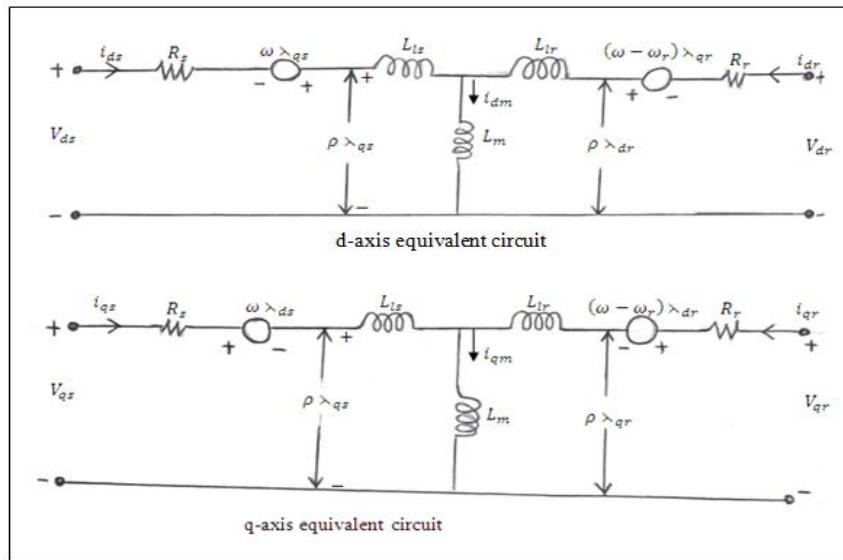 i_ds R_s ω λ_qs L_ls L_lr (ω − ω_r) λ_qr R_r i_dr
+ − + + + − +
i_dm
V_ds ρ λ_qs L_m ρ λ_dr V_dr
− − −
d-axis equivalent circuit
i_qs R_s ω λ_ds L_ls L_lr (ω − ω_r) λ_dr R_r i_qr
+ + − + − + +
i_qm
V_qs ρ λ_qs L_m ρ λ_qr V_qr
− − −
q-axis equivalent circuit